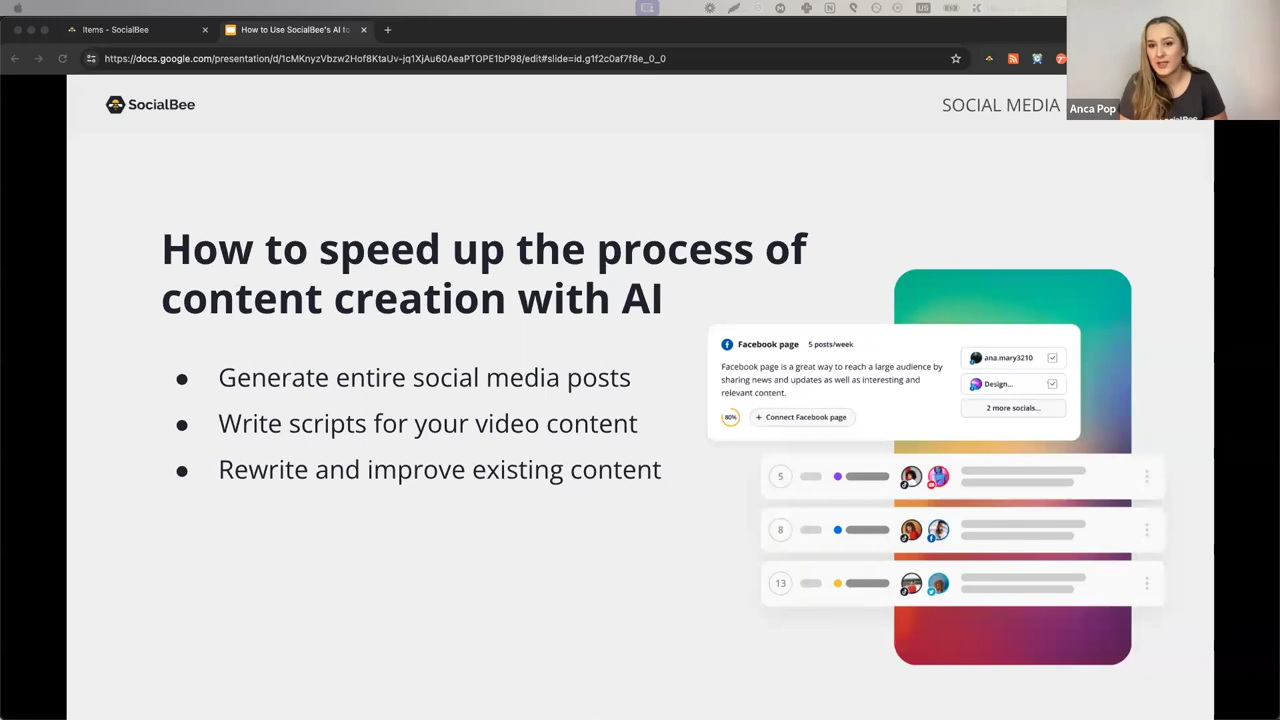 Items - SocialBee
How to Use SocialBee's AI to
https://docs.google.com/presentation/d/1cMKnyzVbzw2Hof8KtaUv-jq1XjAu60AeaPTOPE1bP98/edit#slide=id.g1f2c0af7f8e_0_0
US
Anca Pop
SocialBee
SOCIAL MEDIA
How to speed up the process of
content creation with AI
● Generate entire social media posts
● Write scripts for your video content
● Rewrite and improve existing content
Facebook page 5 posts/week
Facebook page is a great way to reach a large audience by
sharing news and updates as well as interesting and
relevant content.
80% + Connect Facebook page
ana.mary3210
Design...
2 more socials...
5
8
13